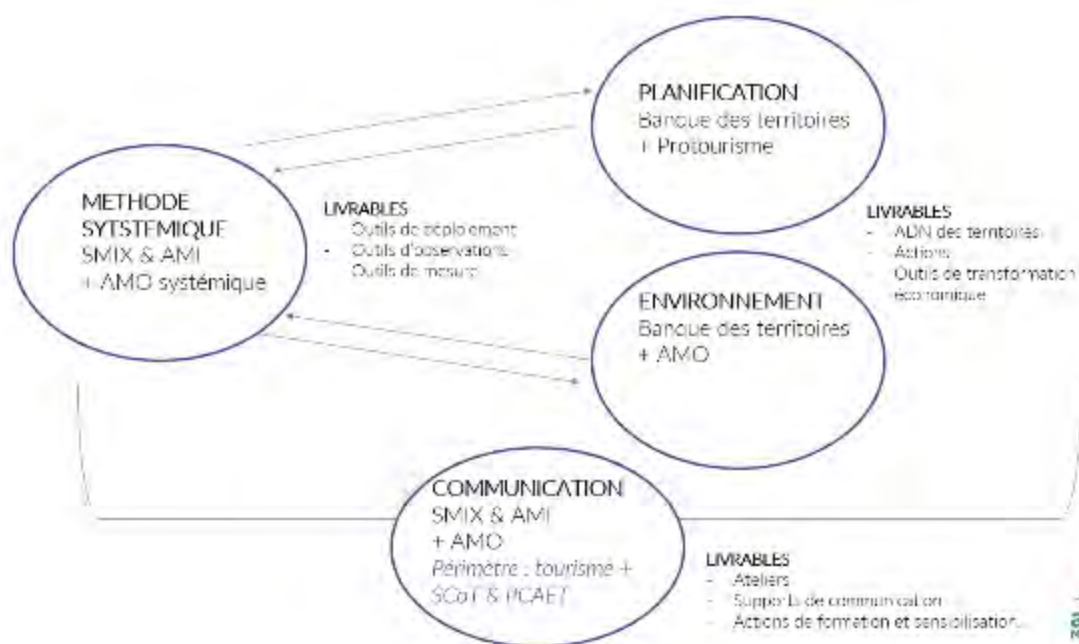 PLANIFICATION
Banque des territoires
+ Protourisme
METHODE
SYTSTEMIQUE
SMIX & AMI
+ AMO systémique
LIVRABLES
Outils de déploiement
- Outils d'observations
Outils de mesure
LIVRABLES
- ADN des territoires
- Actions
- Outils de transformation
économique
ENVIRONNEMENT
Banque des territoires
+ AMO
COMMUNICATION
SMIX & AMI
+ AMO
Périmètre : tourisme +
SCoT & PCAET
LIVRABLES
- Ateliers
- Supports de communication
- Actions de formation et sensibilisation